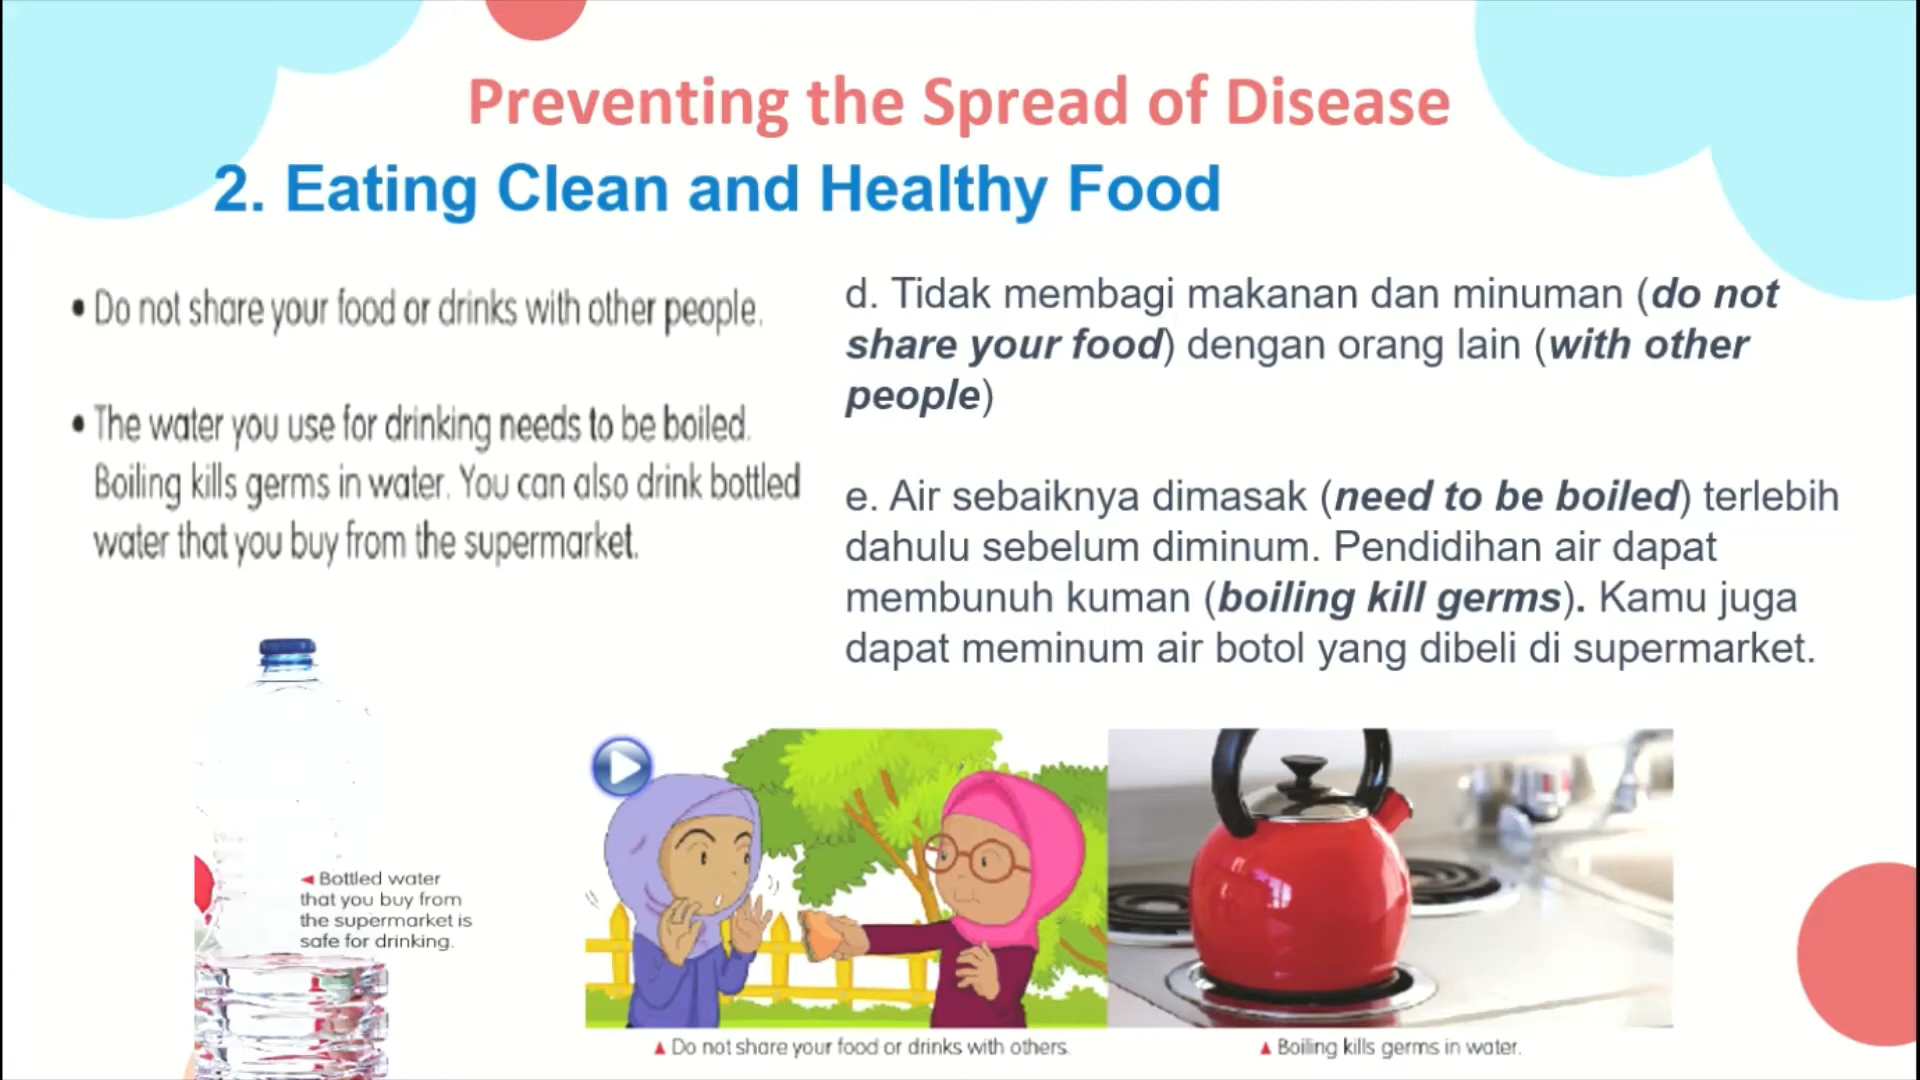 Preventing the Spread of Disease
2. Eating Clean and Healthy Food
• Do not share your food or drinks with other people.
• The water you use for drinking needs to be boiled.
Boiling kills germs in water. You can also drink bottled
water that you buy from the supermarket.
d. Tidak membagi makanan dan minuman (do not
share your food) dengan orang lain (with other
people)
e. Air sebaiknya dimasak (need to be boiled) terlebih
dahulu sebelum diminum. Pendidihan air dapat
membunuh kuman (boiling kill germs). Kamu juga
dapat meminum air botol yang dibeli di supermarket.
◄ Bottled water
that you buy from
the supermarket is
safe for drinking.
▲ Do not share your food or drinks with others.
▲ Boiling kills germs in water.